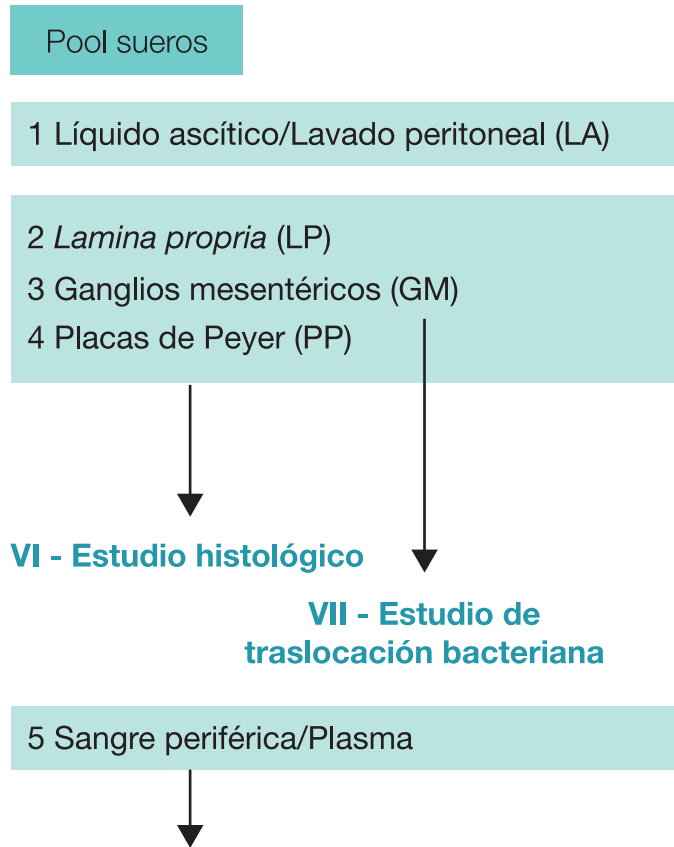 Pool sueros
1 Líquido ascítico/Lavado peritoneal (LA)
2 Lamina propria (LP)
3 Ganglios mesentéricos (GM)
4 Placas de Peyer (PP)
VI - Estudio histológico
VII - Estudio de
traslocación bacteriana
5 Sangre periférica/Plasma